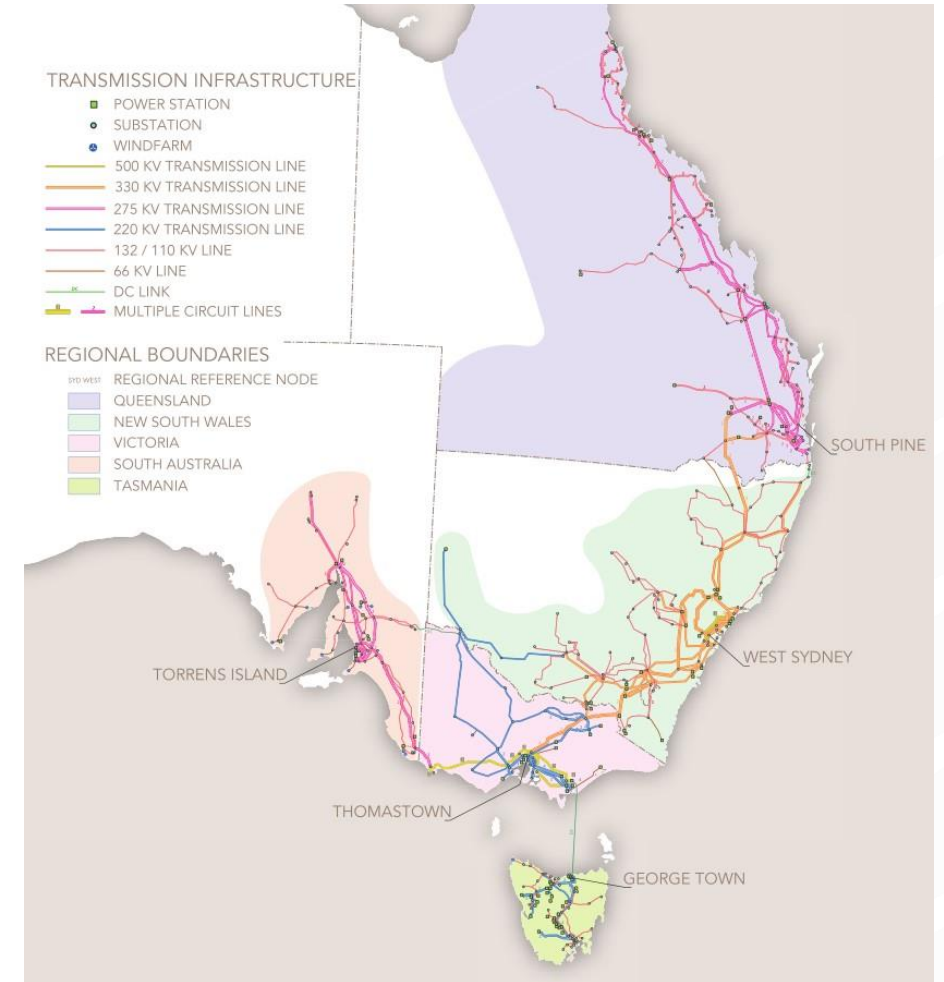 TRANSMISSION INFRASTRUCTURE
POWER STATION
SUBSTATION
WINDFARM
500 KV TRANSMISSION LINE
330 KV TRANSMISSION LINE
275 KV TRANSMISSION LINE
220 KV TRANSMISSION LINE
132 / 110 KV LINE
66 KV LINE
DC LINK
MULTIPLE CIRCUIT LINES
REGIONAL BOUNDARIES
SYD WEST REGIONAL REFERENCE NODE
QUEENSLAND
NEW SOUTH WALES
VICTORIA
SOUTH AUSTRALIA
TASMANIA
SOUTH PINE
WEST SYDNEY
TORRENS ISLAND
THOMASTOWN
GEORGE TOWN